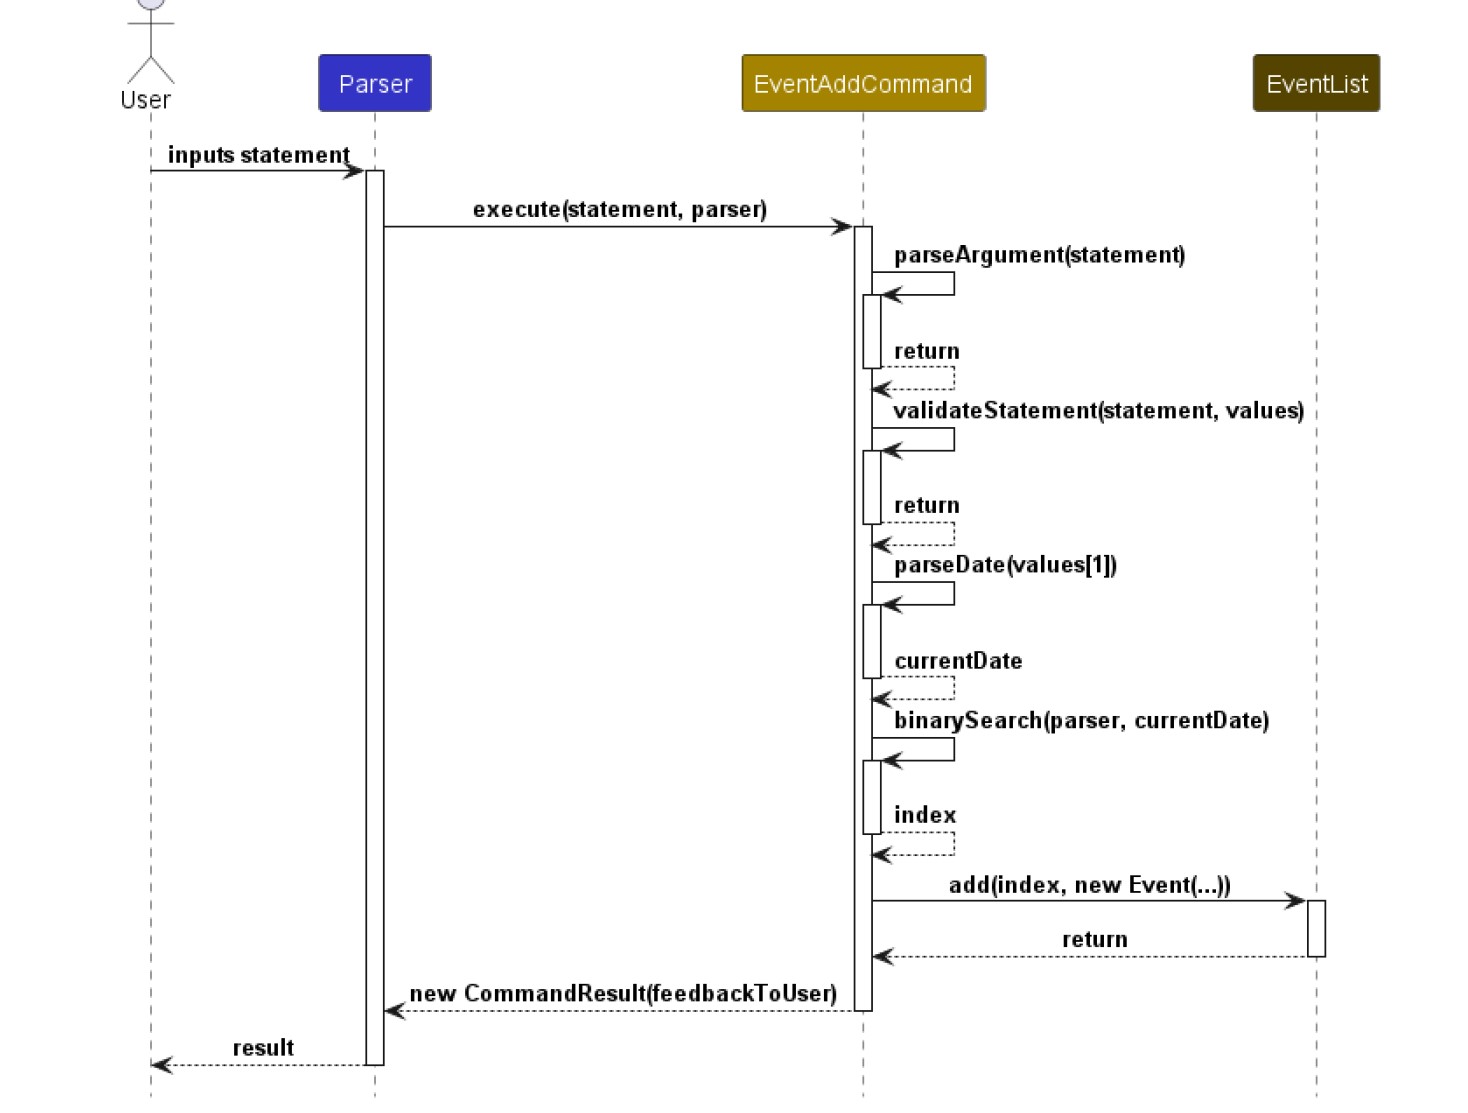 User
Parser
EventAddCommand
EventList
inputs statement
execute(statement, parser)
parseArgument(statement)
return
validateStatement(statement, values)
return
parseDate(values[1])
currentDate
binarySearch(parser, currentDate)
index
add(index, new Event(...))
return
new CommandResult(feedbackToUser)
result